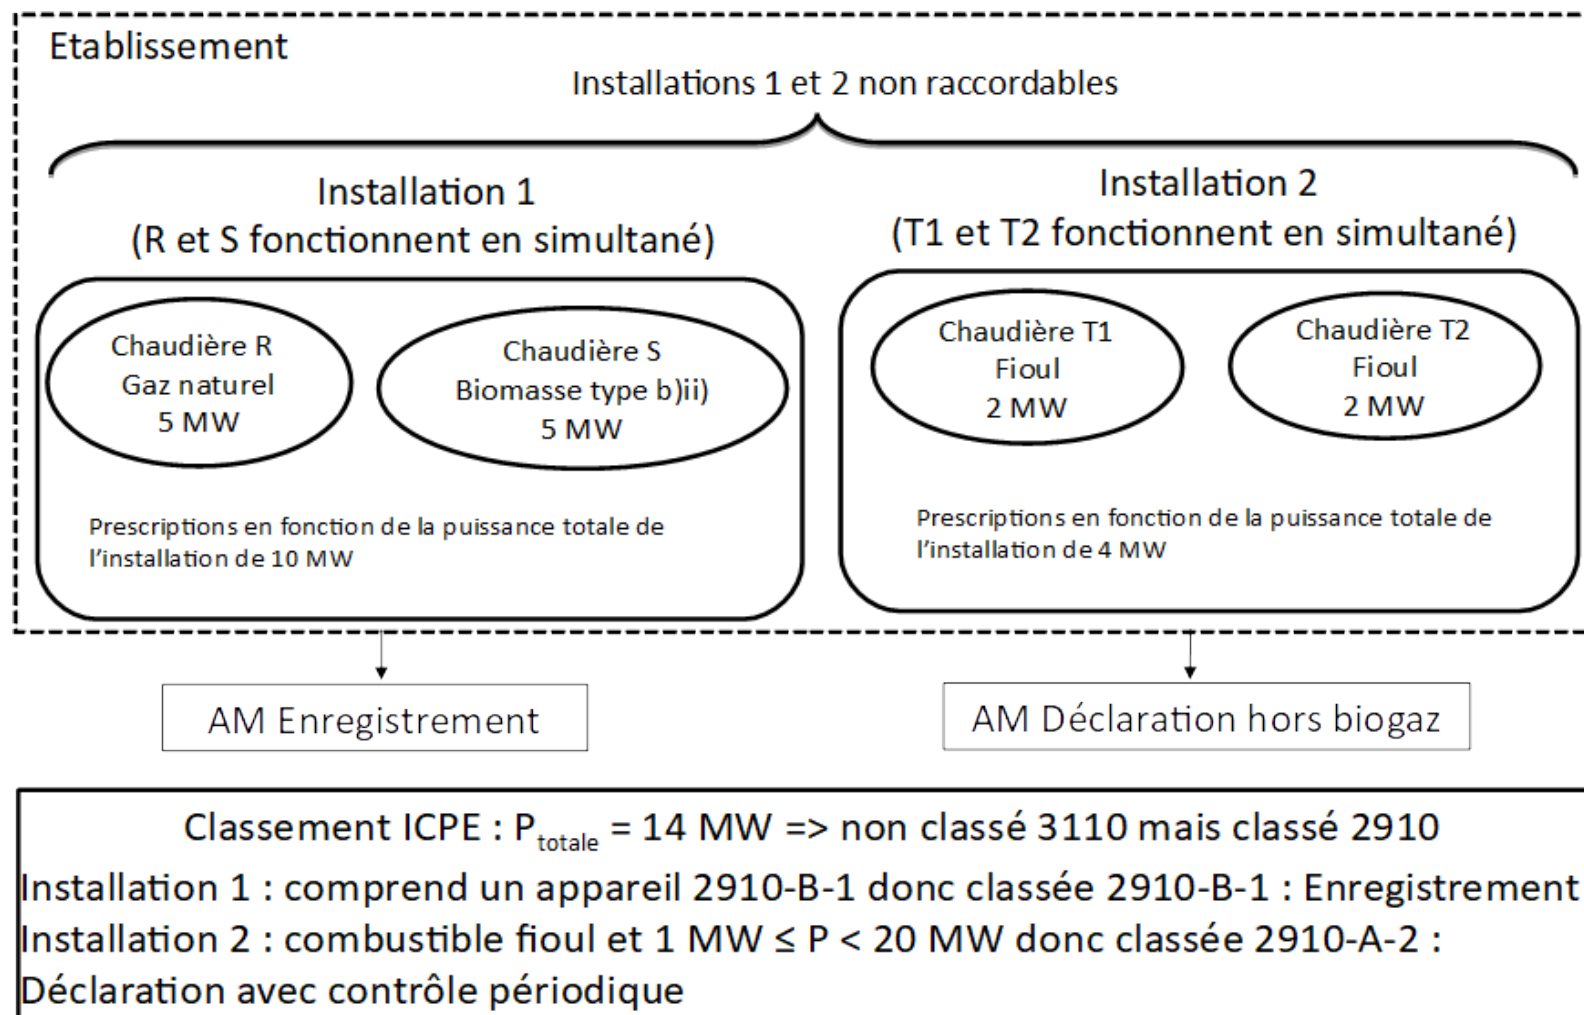 Etablissement
Installations 1 et 2 non raccordables
Installation 1
(R et S fonctionnent en simultané)
Chaudière R
Gaz naturel
5 MW
Chaudière S
Biomasse type b)ii)
5 MW
Prescriptions en fonction de la puissance totale de
l'installation de 10 MW
Installation 2
(T1 et T2 fonctionnent en simultané)
Chaudière T1
Fioul
2 MW
Chaudière T2
Fioul
2 MW
Prescriptions en fonction de la puissance totale de
l'installation de 4 MW
AM Enregistrement
AM Déclaration hors biogaz
Classement ICPE : Ptotale = 14 MW => non classé 3110 mais classé 2910
Installation 1 : comprend un appareil 2910-B-1 donc classée 2910-B-1 : Enregistrement
Installation 2 : combustible fioul et 1 MW ≤ P < 20 MW donc classée 2910-A-2 :
Déclaration avec contrôle périodique